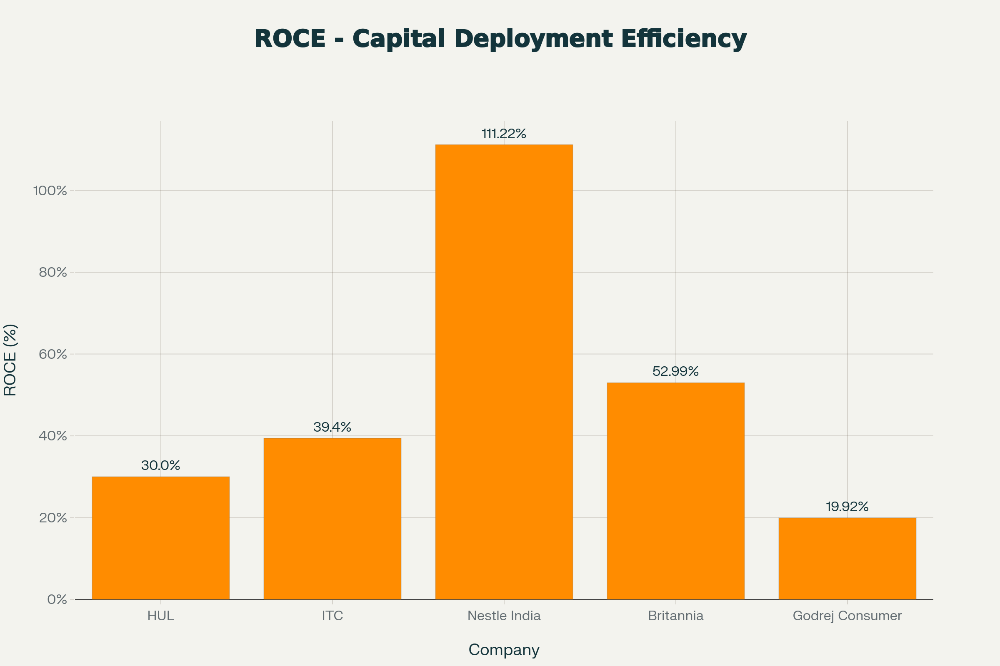 ROCE - Capital Deployment Efficiency
111.22%
100%
80%
60%
52.99%
39.4%
40%
30.0%
19.92%
20%
0%
ROCE (%)
HUL ITC Nestle India Britannia Godrej Consumer
Company